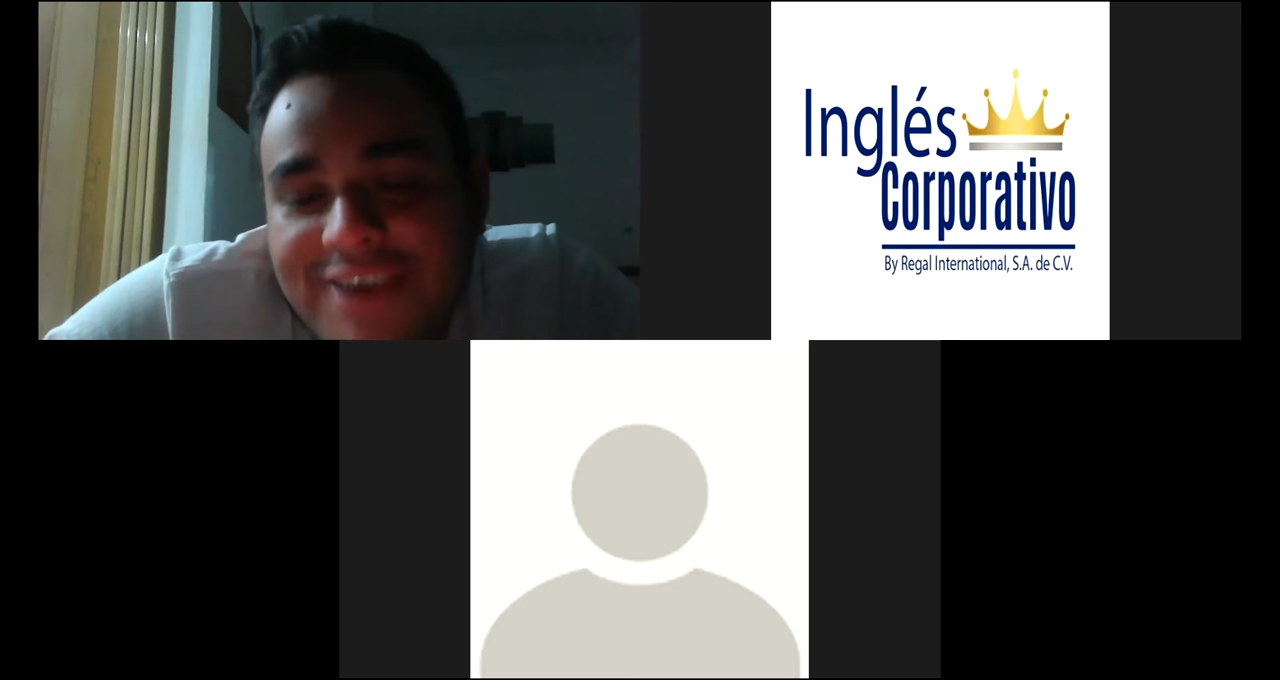 Inglés
Corporativo
By Regal International, S.A. de C.V.